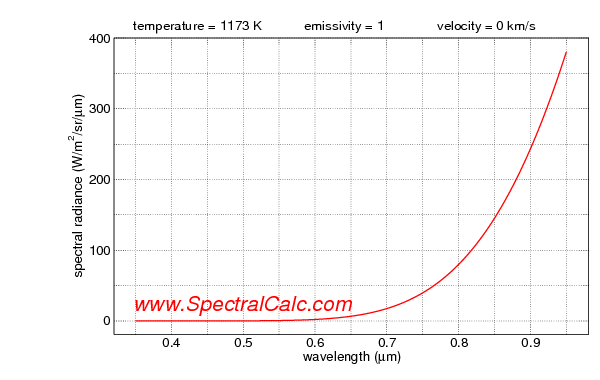 temperature = 1173 K emissivity = 1 velocity = 0 km/s
400
300
200
100
0
spectral radiance (W/m²/sr/µm)
www.SpectralCalc.com
0.4 0.5 0.6 0.7 0.8 0.9
wavelength (µm)